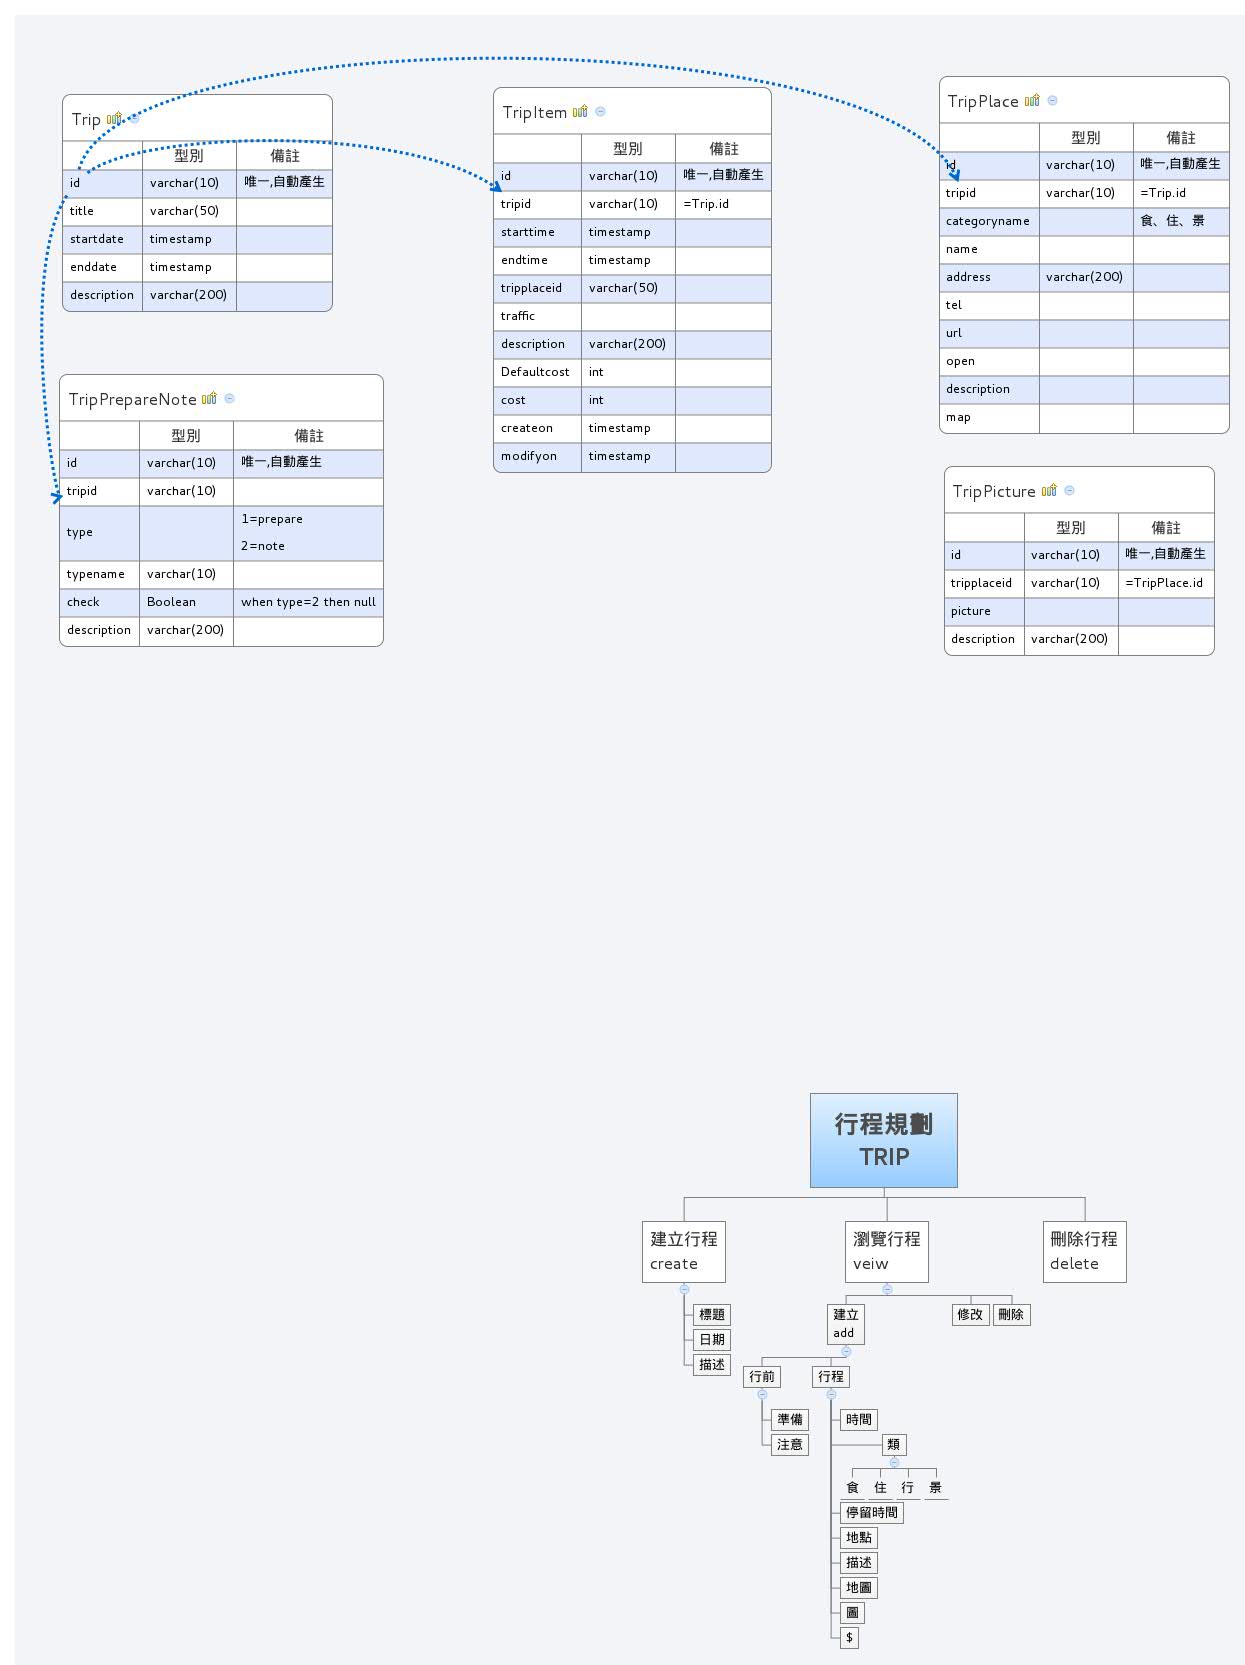 Trip
型別 備註
id varchar(10) 唯一,自動產生
title varchar(50)
startdate timestamp
enddate timestamp
description varchar(200)
TripPrepareNote
型別 備註
id varchar(10) 唯一,自動產生
tripid varchar(10)
type 1=prepare
2=note
typename varchar(10)
check Boolean when type=2 then null
description varchar(200)
TripItem
型別 備註
id varchar(10) 唯一,自動產生
tripid varchar(10) =Trip.id
starttime timestamp
endtime timestamp
tripplaceid varchar(50)
traffic
description varchar(200)
Defaultcost int
cost int
createon timestamp
modifyon timestamp
TripPlace
型別 備註
id varchar(10) 唯一,自動產生
tripid varchar(10) =Trip.id
categoryname 食、住、景
name
address varchar(200)
tel
url
open
description
map
TripPicture
型別 備註
id varchar(10) 唯一,自動產生
tripplaceid varchar(10) =TripPlace.id
picture
description varchar(200)
行程規劃
TRIP
建立行程
create
標題
日期
描述
瀏覽行程
veiw
建立
add
行前
準備
注意
行程
時間
類
食 住 行 景
停留時間
地點
描述
地圖
圖
$
修改
刪除
刪除行程
delete